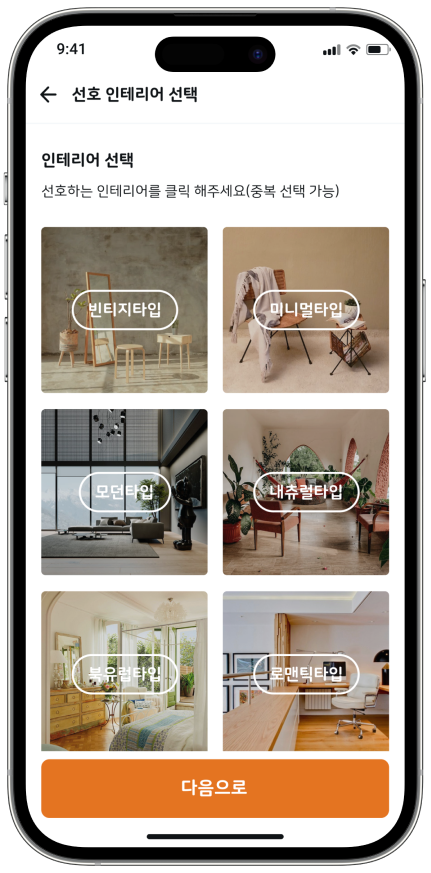 9:41
선호 인테리어 선택
인테리어 선택
선호하는 인테리어를 클릭 해주세요(중복 선택 가능)
빈티지타입
미니멀타입
모던타입
내츄럴타입
북유럽타입
로맨틱타입
다음으로